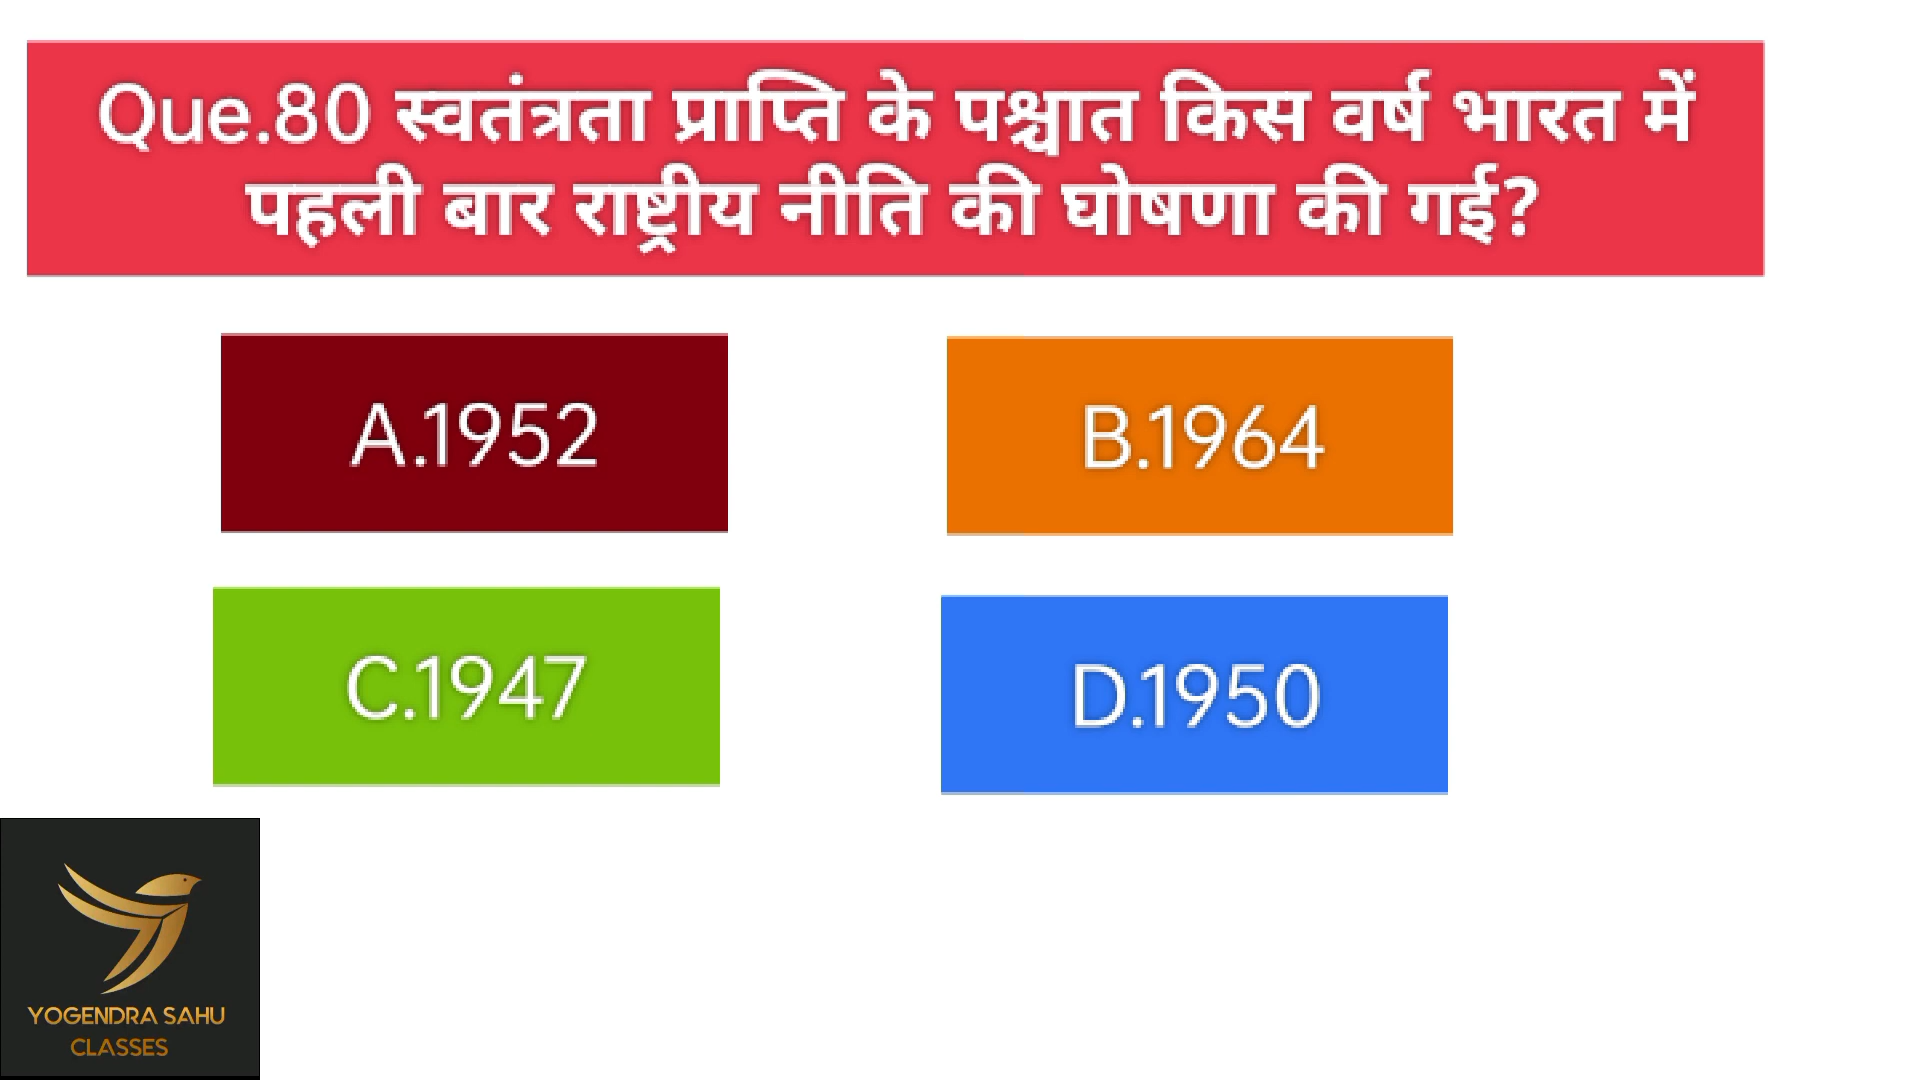 Que.80 स्वतंत्रता प्राप्ति के पश्चात किस वर्ष भारत में
पहली बार राष्ट्रीय नीति की घोषणा की गई?
A.1952
B.1964
C.1947
D.1950
YOGENDRA SAHU
CLASSES